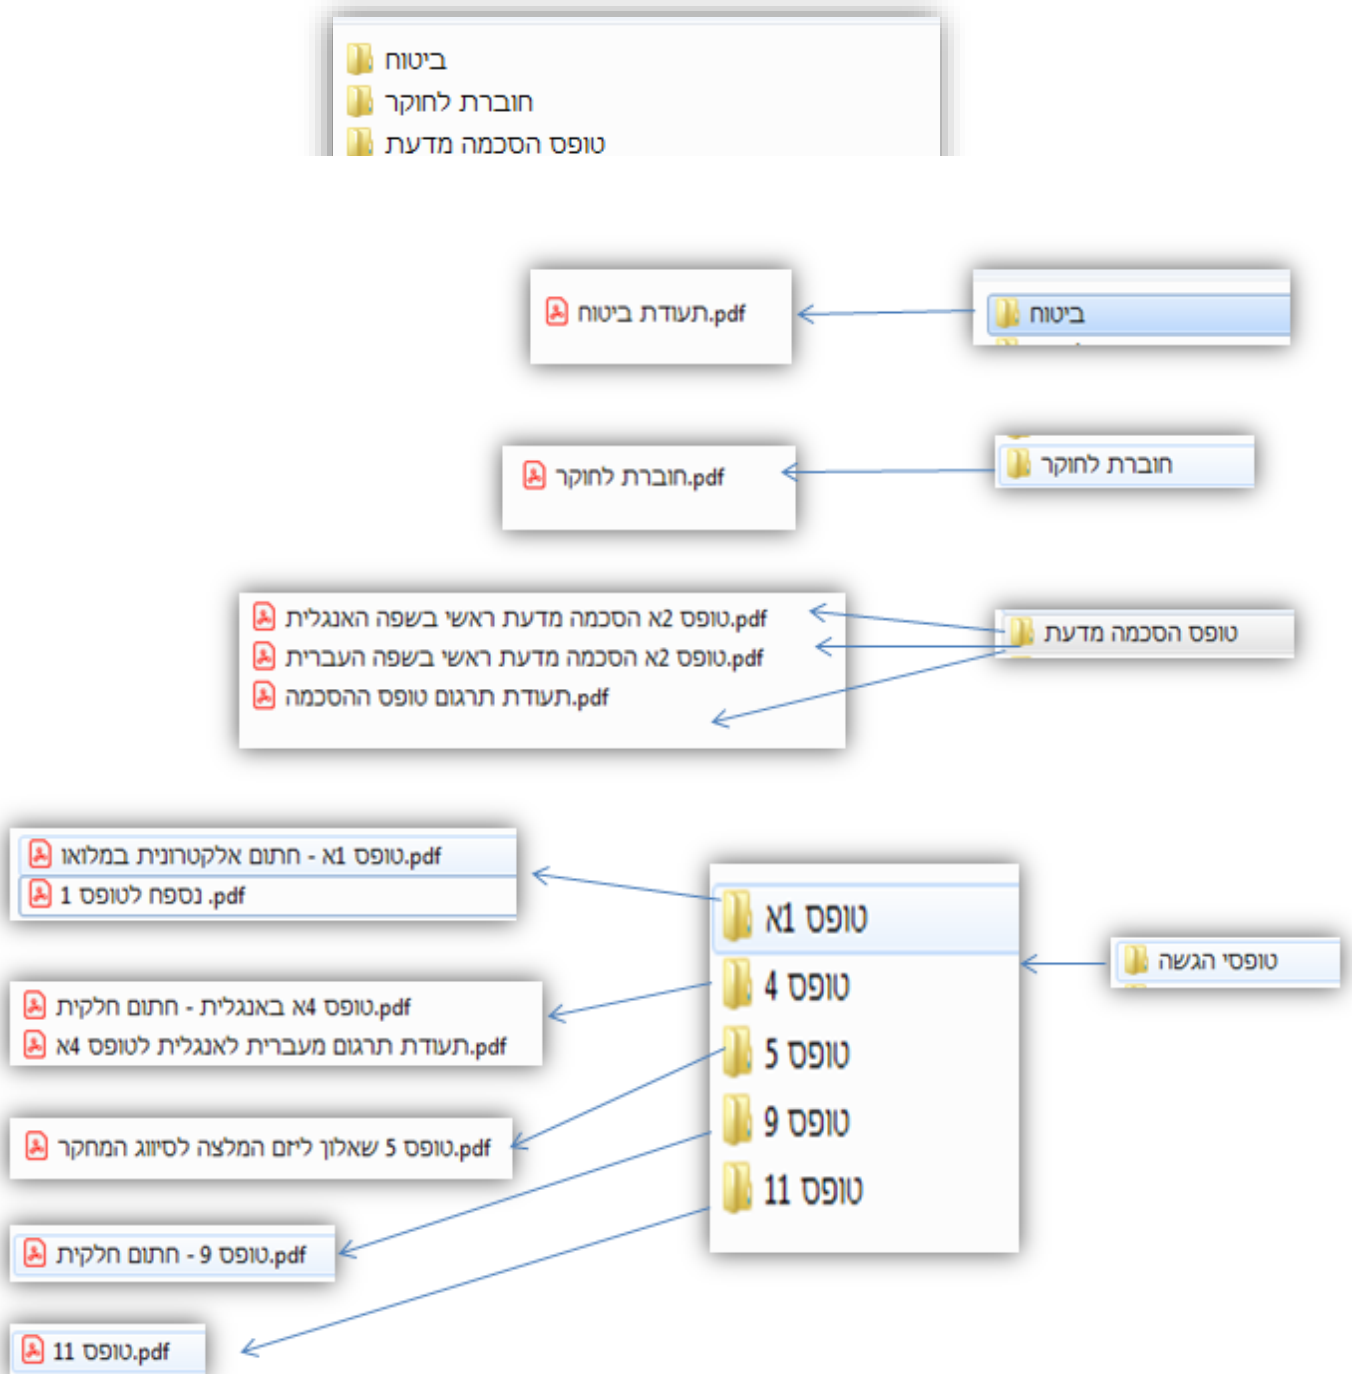 ביטוח
חוברת לחוקר
טופס הסכמה מדעת
ביטוח
תעודת ביטוח.pdf
חוברת לחוקר
חוברת לחוקר.pdf
טופס הסכמה מדעת
טופס 2א הסכמה מדעת ראשי בשפה האנגלית.pdf
טופס 2א הסכמה מדעת ראשי בשפה העברית.pdf
תעודת תרגום טופס ההסכמה.pdf
טופסי הגשה
טופס 1א
טופס 4
טופס 5
טופס 9
טופס 11
טופס 1א - חתום אלקטרונית במלואו.pdf
נספח לטופס 1 .pdf
טופס 4א באנגלית - חתום חלקית.pdf
תעודת תרגום מעברית לאנגלית לטופס 4א.pdf
טופס 5 שאלון ליזם המלצה לסיווג המחקר.pdf
טופס 9 - חתום חלקית.pdf
טופס 11.pdf